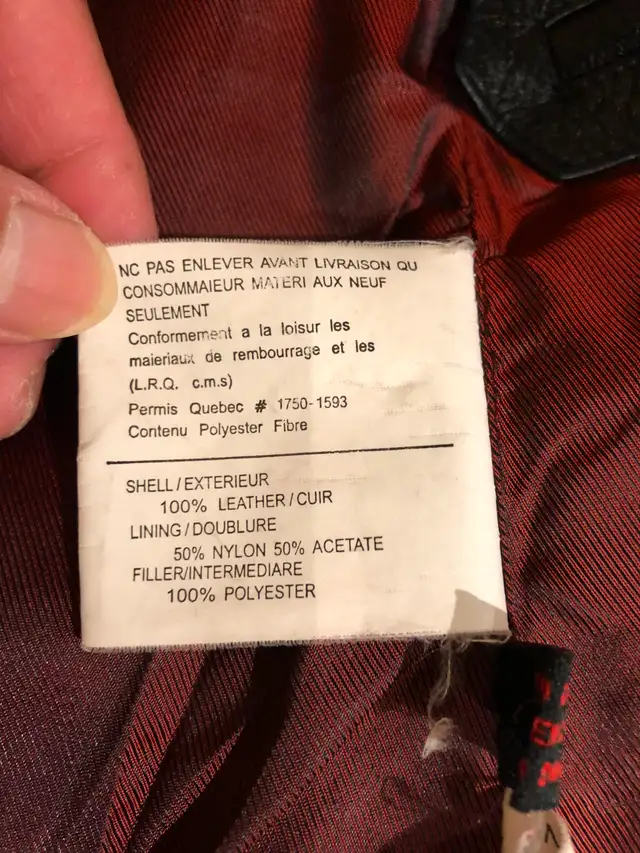 NC PAS ENLEVER AVANT LIVRAISON QU
CONSOMMAIEUR MATERI AUX NEUF
SEULEMENT
Conformement a la loisur les
maieriaux de rembourrage et les
(L.R.Q. c.m.s)
Permis Quebec # 1750-1593
Contenu Polyester Fibre
SHELL/EXTERIEUR
100% LEATHER/CUIR
LINING/DOUBLURE
50% NYLON 50% ACETATE
FILLER/INTERMEDIARE
100% POLYESTER